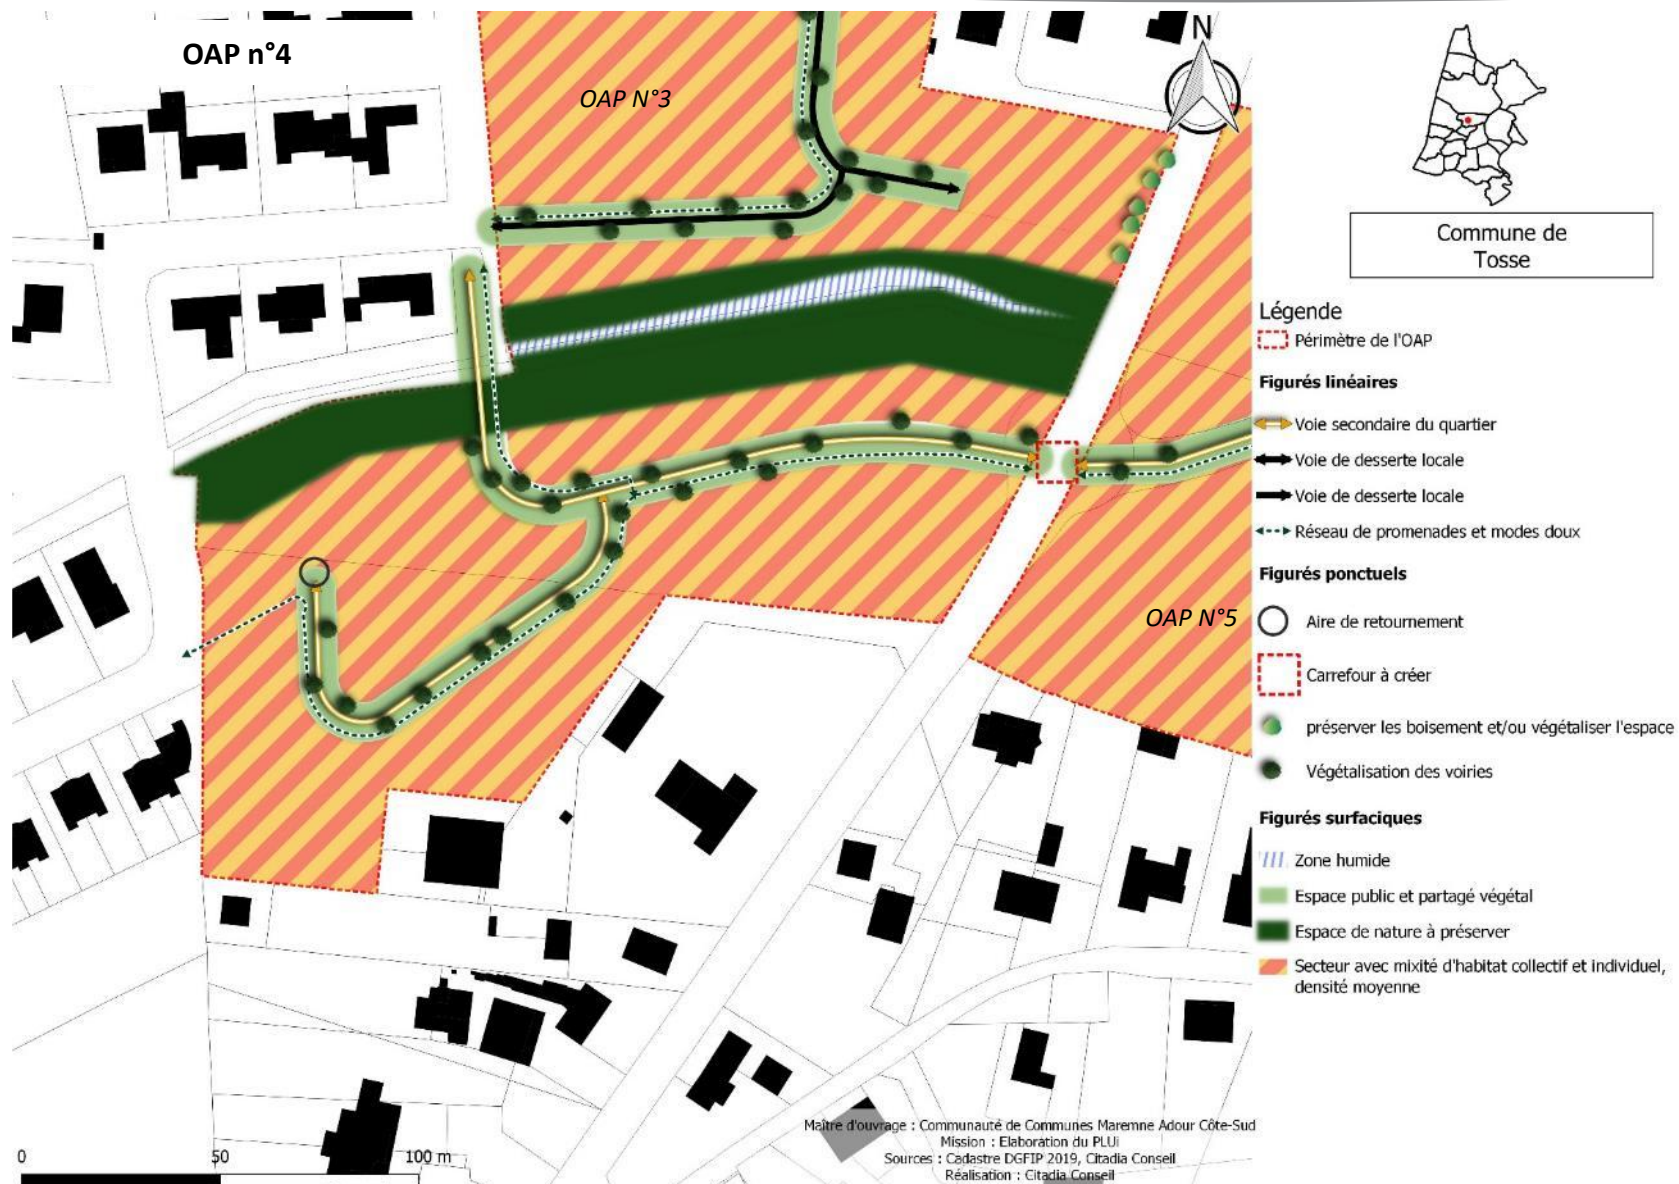 OAP n°4
OAP N°3
N
Commune de
Tosse
Légende
Périmètre de l'OAP
Figurés linéaires
Voie secondaire du quartier
Voie de desserte locale
Voie de desserte locale
Réseau de promenades et modes doux
Figurés ponctuels
Aire de retournement
Carrefour à créer
préserver les boisement et/ou végétaliser l'espace
Végétalisation des voiries
Figurés surfaciques
Zone humide
Espace public et partagé végétal
Espace de nature à préserver
Secteur avec mixité d'habitat collectif et individuel,
densité moyenne
OAP N°5
Maître d'ouvrage : Communauté de Communes Maremne Adour Côte-Sud
Mission : Elaboration du PLUi
Sources : Cadastre DGFIP 2019, Citadia Conseil
Réalisation : Citadia Conseil
0 50 100 m